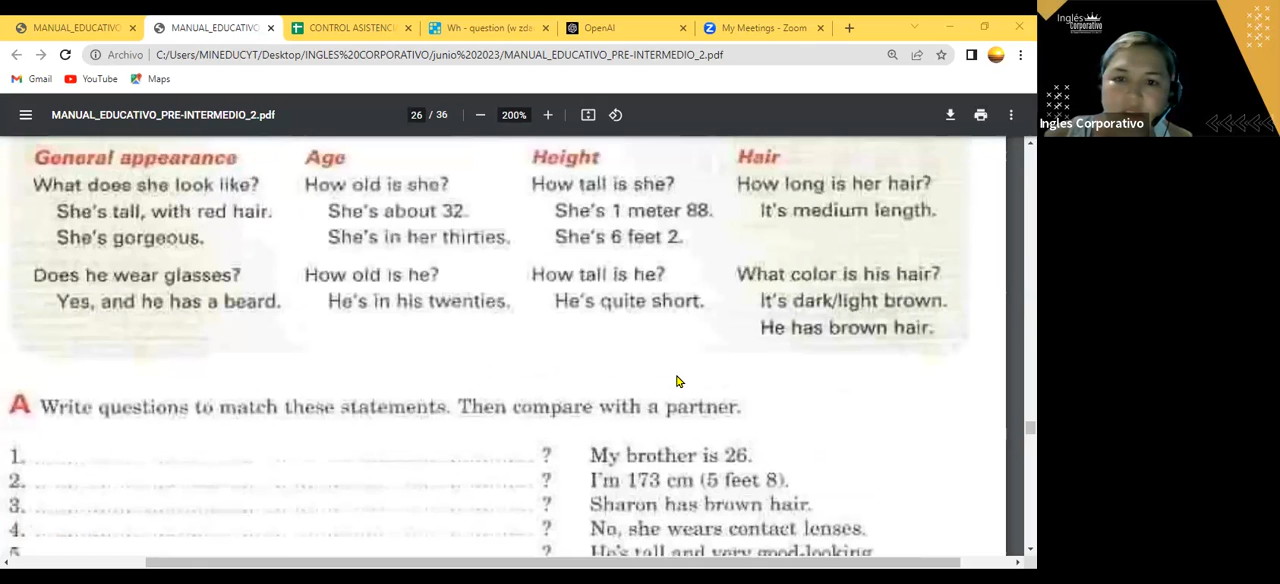 MANUAL_EDUCATIVO
MANUAL_EDUCATIVO
CONTROL ASISTENCI
Wh - question (w zda
OpenAI
My Meetings - Zoom
Archivo
C:/Users/MINEDUCYT/Desktop/INGLES%20CORPORATIVO/junio%202023/MANUAL_EDUCATIVO_PRE-INTERMEDIO_2.pdf
Gmail
YouTube
Maps
MANUAL_EDUCATIVO_PRE-INTERMEDIO_2.pdf
26 / 36
200%
Inglés
Corporativo
Ingles Corporativo
General appearance
What does she look like?
She's tall, with red hair.
She's gorgeous.
Does he wear glasses?
Yes, and he has a beard.
Age
How old is she?
She's about 32.
She's in her thirties.
How old is he?
He's in his twenties.
Height
How tall is she?
She's 1 meter 88.
She's 6 feet 2.
How tall is he?
He's quite short.
Hair
How long is her hair?
It's medium length.
What color is his hair?
It's dark/light brown.
He has brown hair.
A Write questions to match these statements. Then compare with a partner.
1. ? My brother is 26.
2. ? I'm 173 cm (5 feet 8).
3. ? Sharon has brown hair.
4. ? No, she wears contact lenses.
5. ? He's tall and very good-looking